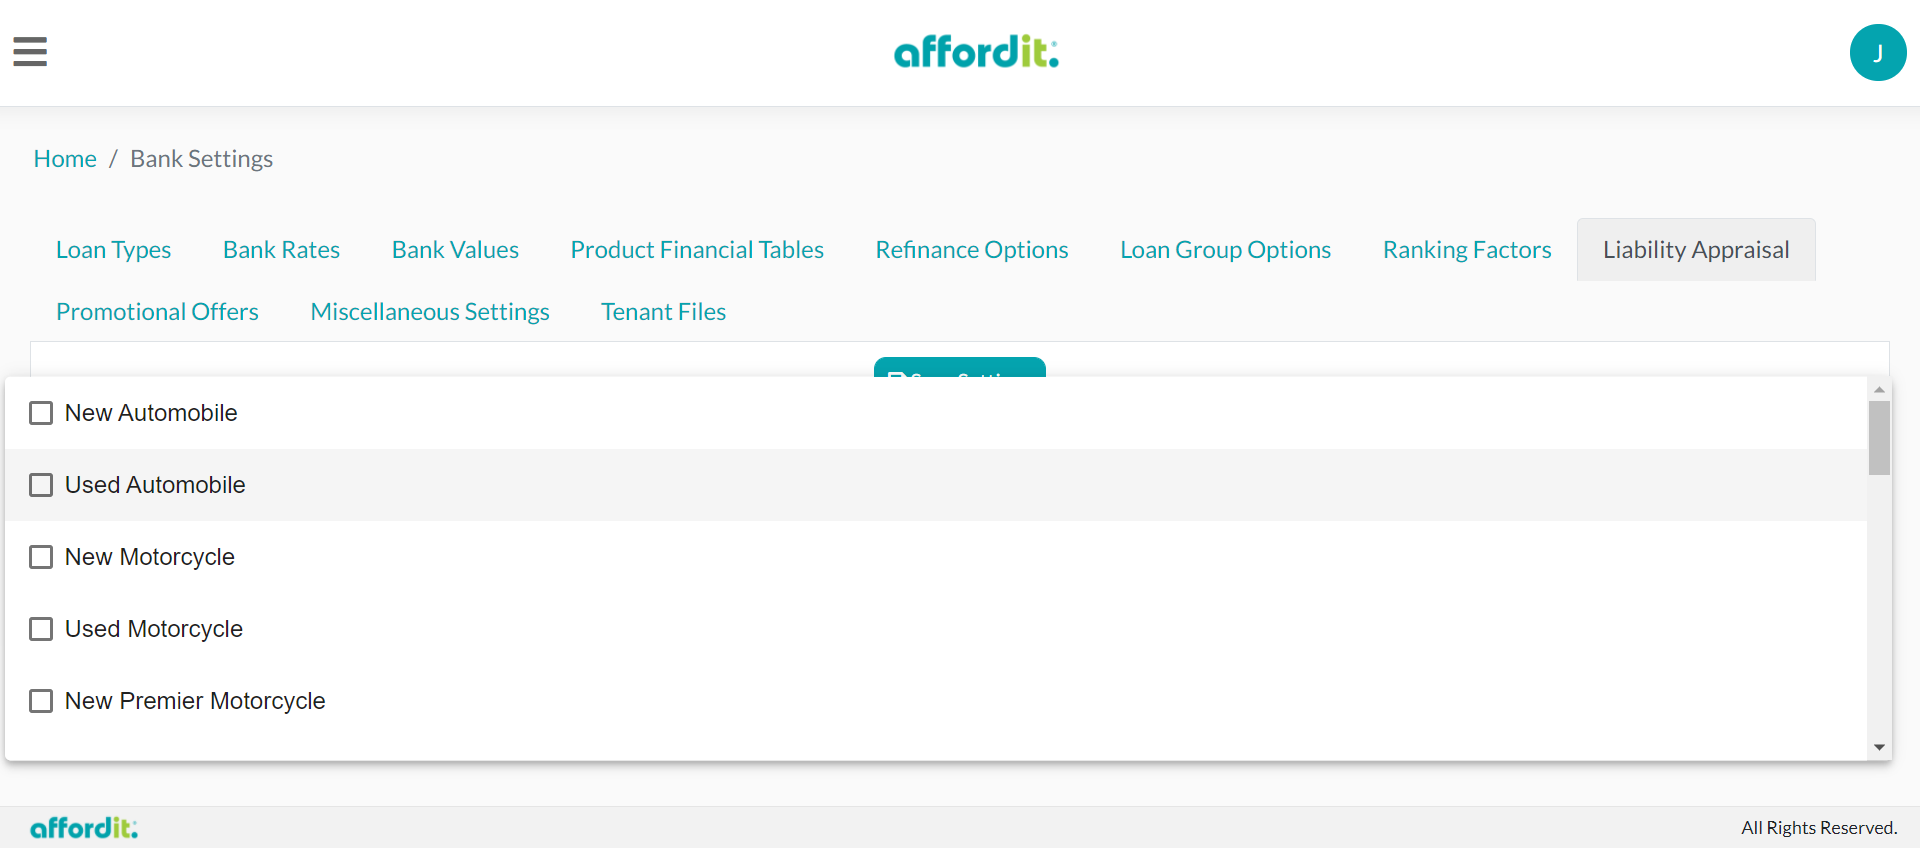 affordit.
J
Home / Bank Settings
Loan Types Bank Rates Bank Values Product Financial Tables Refinance Options Loan Group Options Ranking Factors Liability Appraisal
Promotional Offers Miscellaneous Settings Tenant Files
New Automobile
Used Automobile
New Motorcycle
Used Motorcycle
New Premier Motorcycle
affordit.
All Rights Reserved.